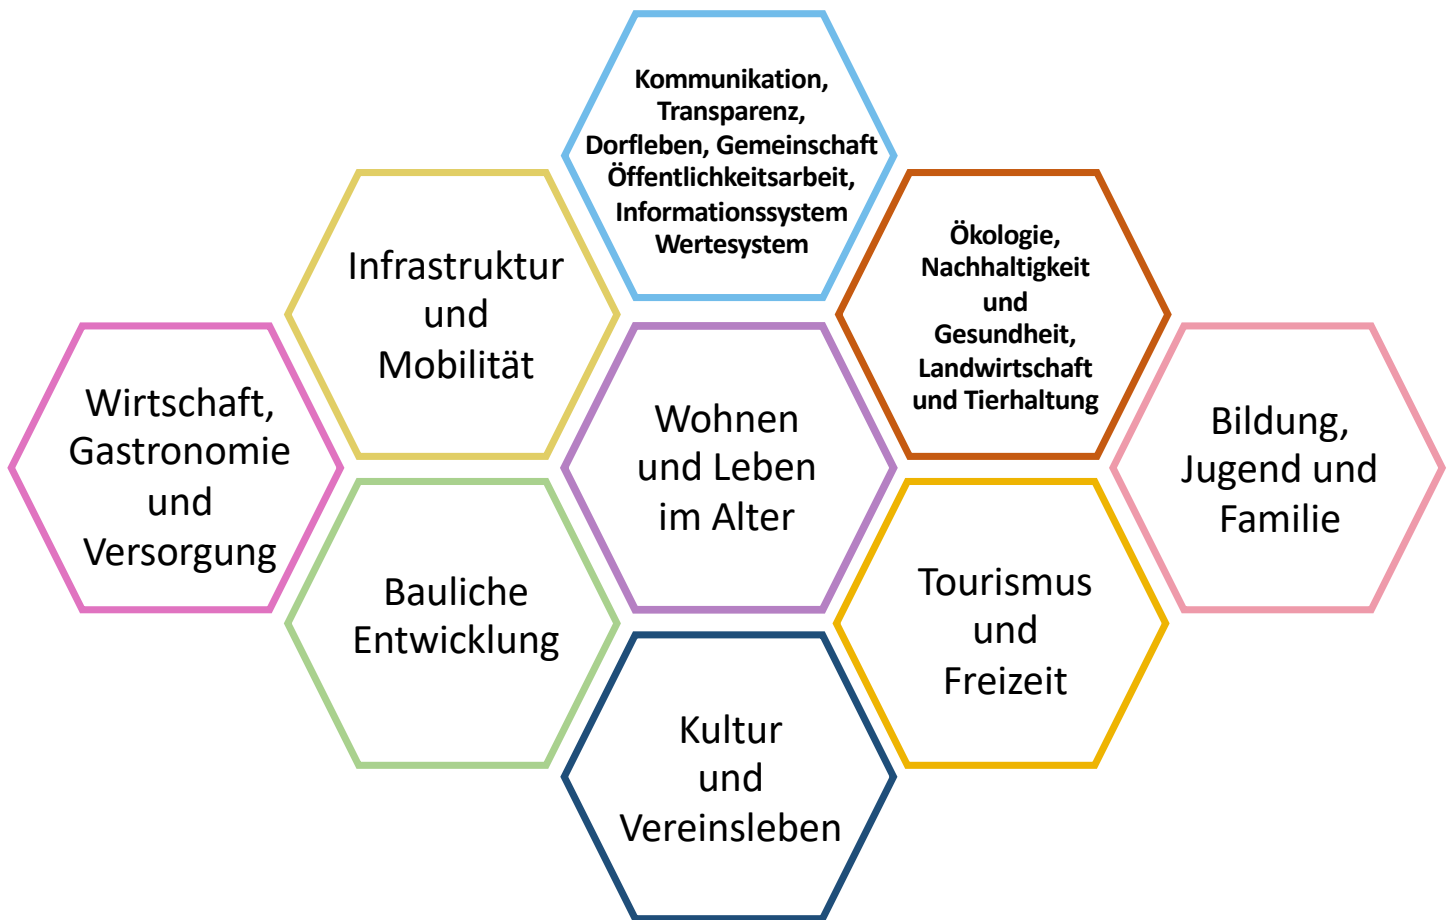 Kommunikation,
Transparenz,
Dorfleben, Gemeinschaft
Öffentlichkeitsarbeit,
Informationssystem
Wertesystem
Infrastruktur
und
Mobilität
Ökologie,
Nachhaltigkeit
und
Gesundheit,
Landwirtschaft
und Tierhaltung
Wirtschaft,
Gastronomie
und
Versorgung
Wohnen
und Leben
im Alter
Bildung,
Jugend und
Familie
Bauliche
Entwicklung
Tourismus
und
Freizeit
Kultur
und
Vereinsleben